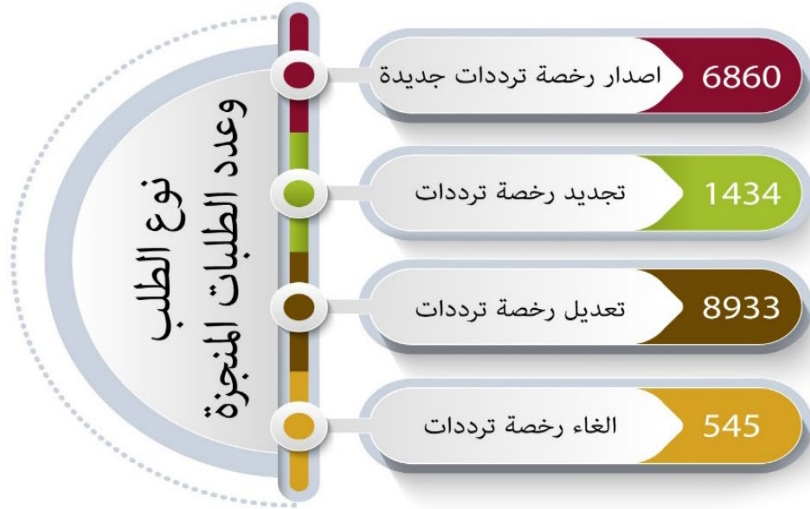 نوع الطلب
وعدد الطلبات المنجزة
6860 اصدار رخصة ترددات جديدة
1434 تجديد رخصة ترددات
8933 تعديل رخصة ترددات
545 الغاء رخصة ترددات